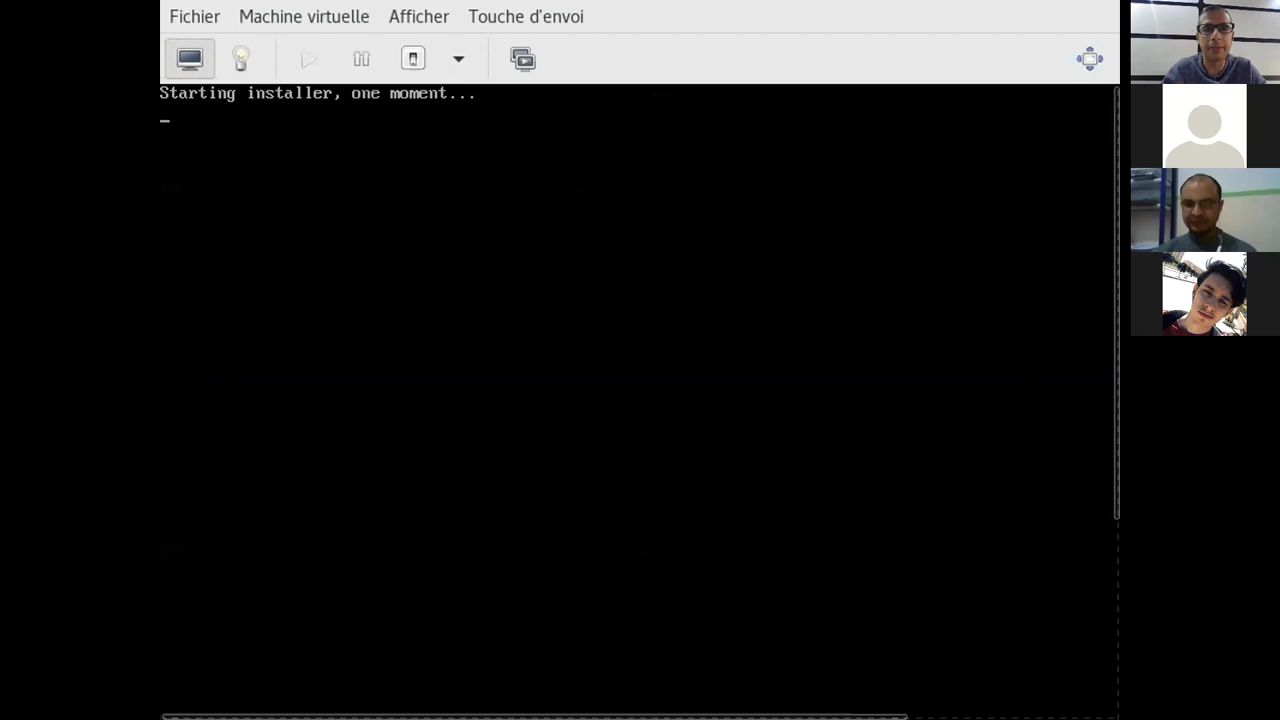 Fichier Machine virtuelle Afficher Touche d'envoi
Starting installer, one moment...